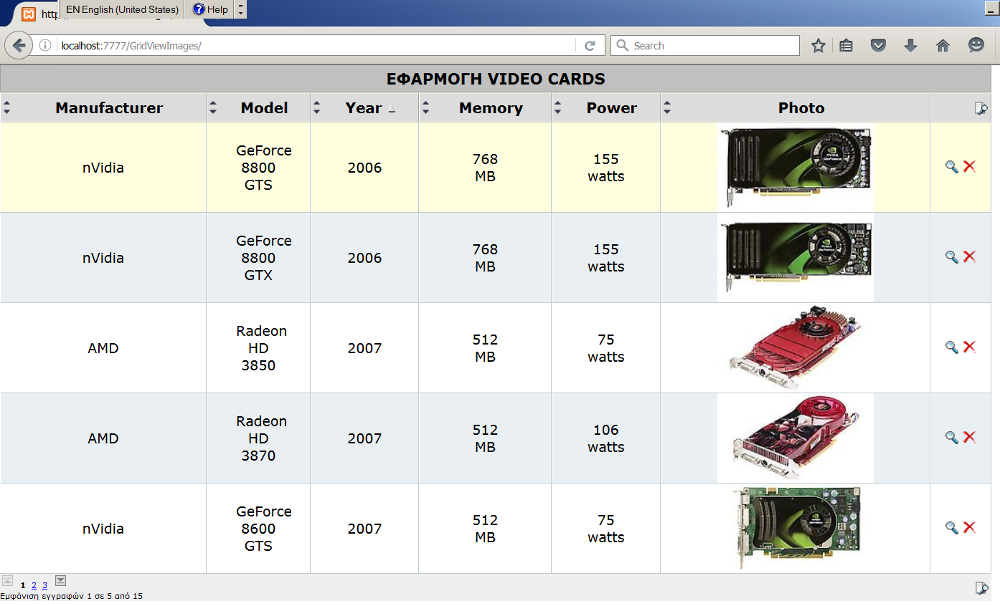 EN English (United States) Help
http:
localhost:7777/GridViewImages/ Search
ΕΦΑΡΜΟΓΗ VIDEO CARDS
Manufacturer Model Year Memory Power Photo
nVidia
GeForce
8800
GTS
2006
768
MB
155
watts
nVidia
GeForce
8800
GTX
2006
768
MB
155
watts
AMD
Radeon
HD
3850
2007
512
MB
75
watts
AMD
Radeon
HD
3870
2007
512
MB
106
watts
nVidia
GeForce
8600
GTS
2007
512
MB
75
watts
1 2 3
Εμφάνιση εγγραφών 1 σε 5 από 15